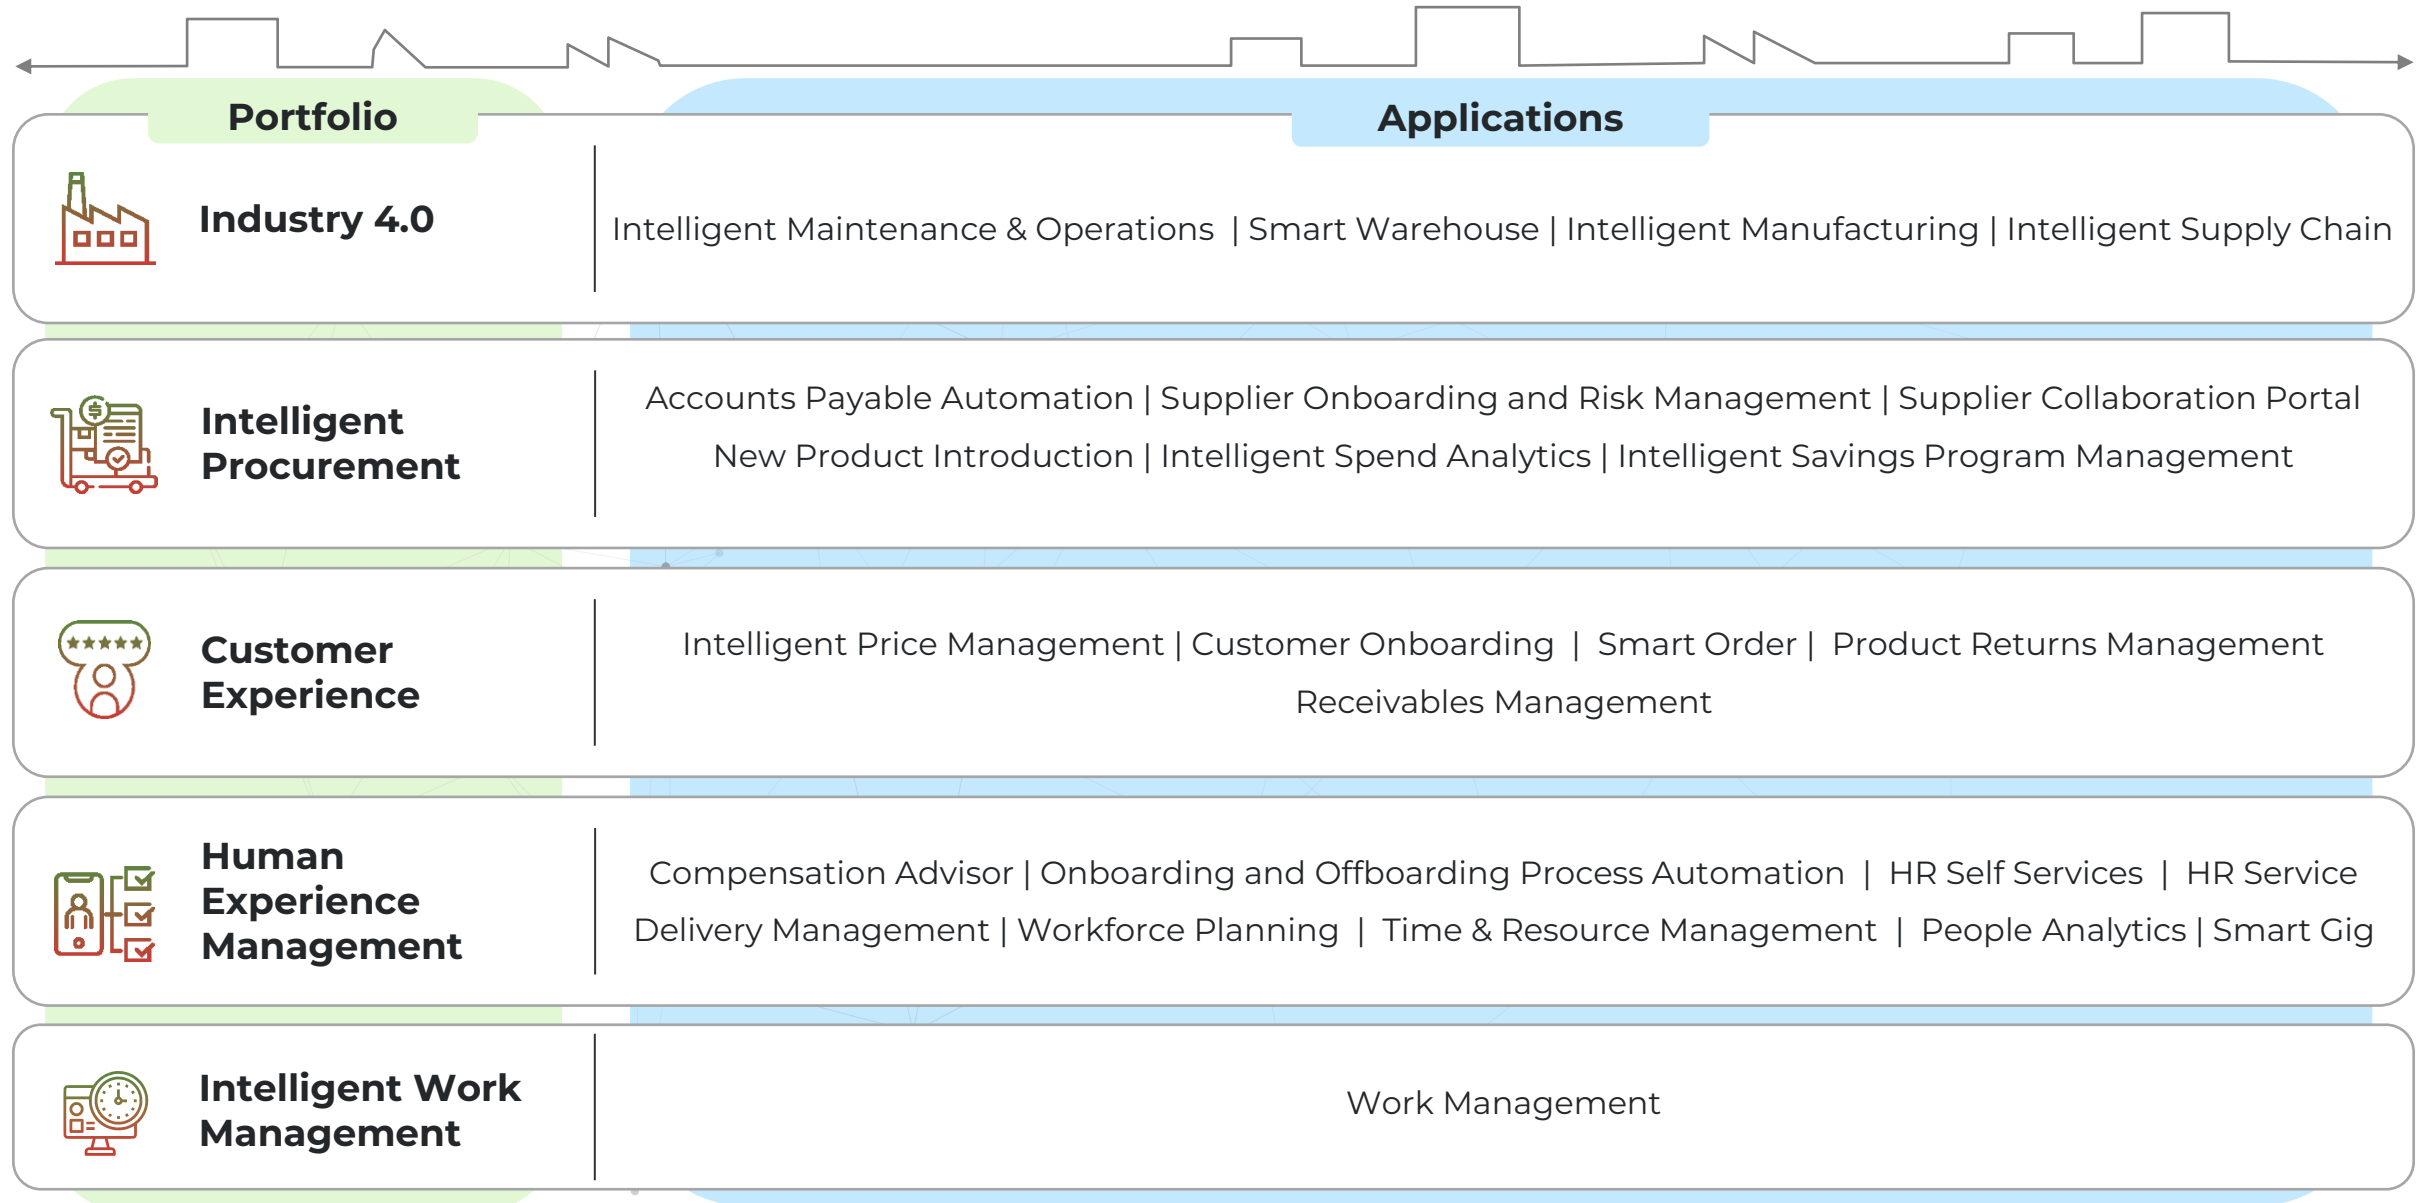 Portfolio
Applications
Industry 4.0
Intelligent Maintenance & Operations | Smart Warehouse | Intelligent Manufacturing | Intelligent Supply Chain
Intelligent
Procurement
Accounts Payable Automation | Supplier Onboarding and Risk Management | Supplier Collaboration Portal
New Product Introduction | Intelligent Spend Analytics | Intelligent Savings Program Management
Customer
Experience
Intelligent Price Management | Customer Onboarding | Smart Order | Product Returns Management
Receivables Management
Human
Experience
Management
Compensation Advisor | Onboarding and Offboarding Process Automation | HR Self Services | HR Service
Delivery Management | Workforce Planning | Time & Resource Management | People Analytics | Smart Gig
Intelligent Work
Management
Work Management